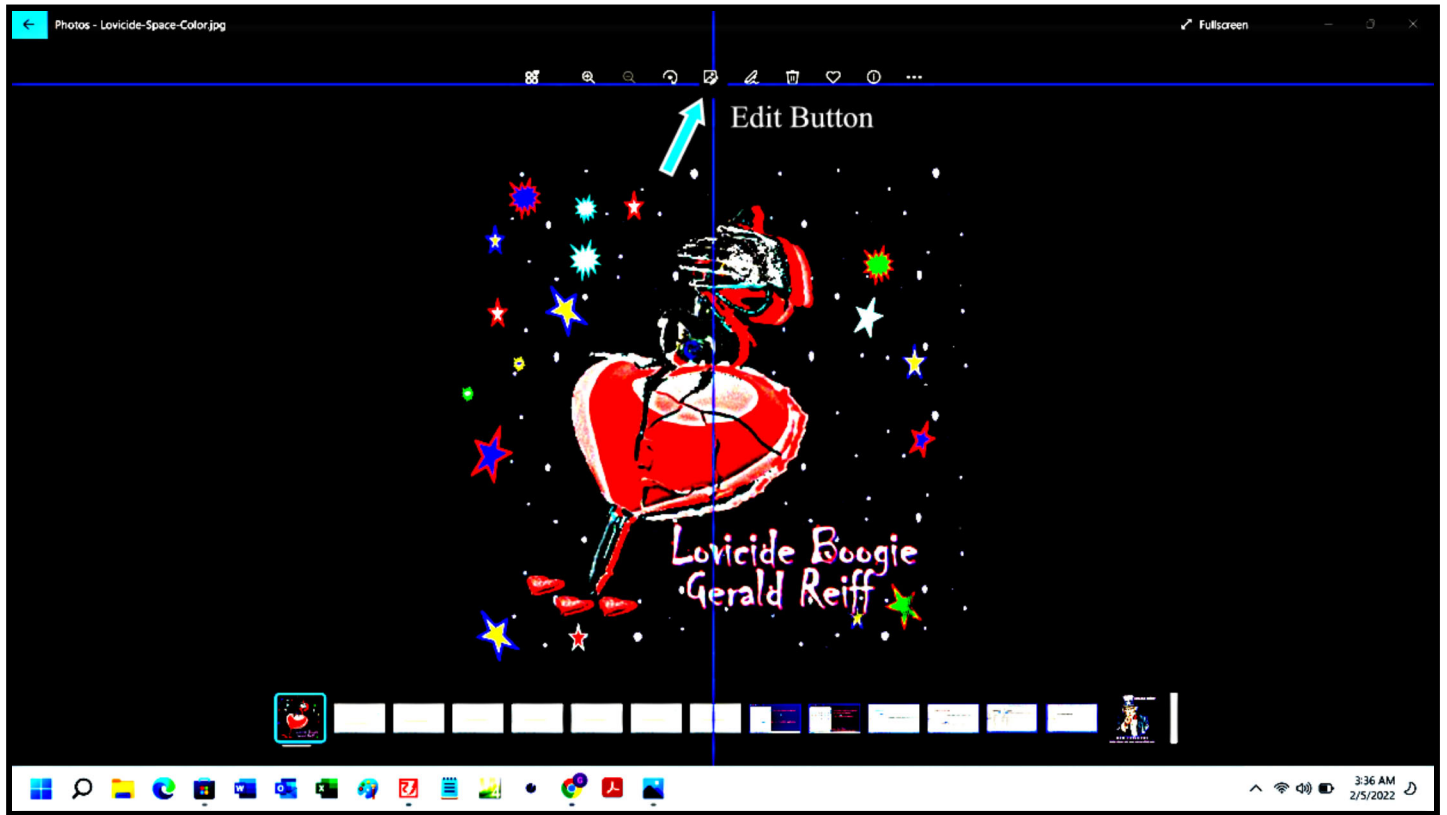 Photos - Lovicide-Space-Color.jpg
Fullscreen
Edit Button
Lovicide Boogie
Gerald Reiff
3:36 AM
2/5/2022